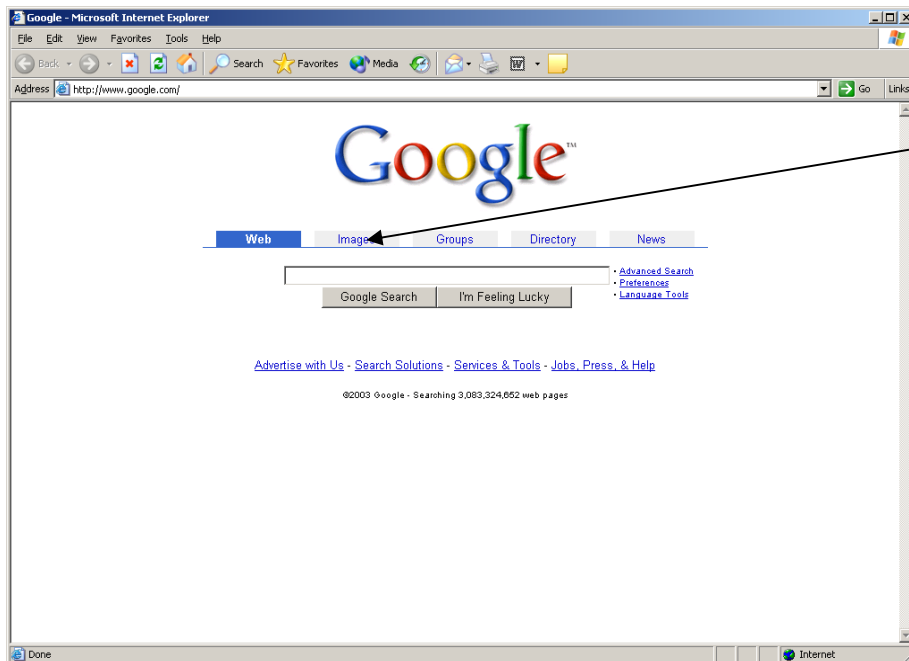 Google - Microsoft Internet Explorer
File Edit View Favorites Tools Help
Back Search Favorites Media
Address http://www.google.com/ Go Links
Google™
Web Images Groups Directory News
· Advanced Search
· Preferences
· Language Tools
Google Search I'm Feeling Lucky
Advertise with Us - Search Solutions - Services & Tools - Jobs, Press, & Help
©2003 Google - Searching 3,083,324,652 web pages
Done Internet